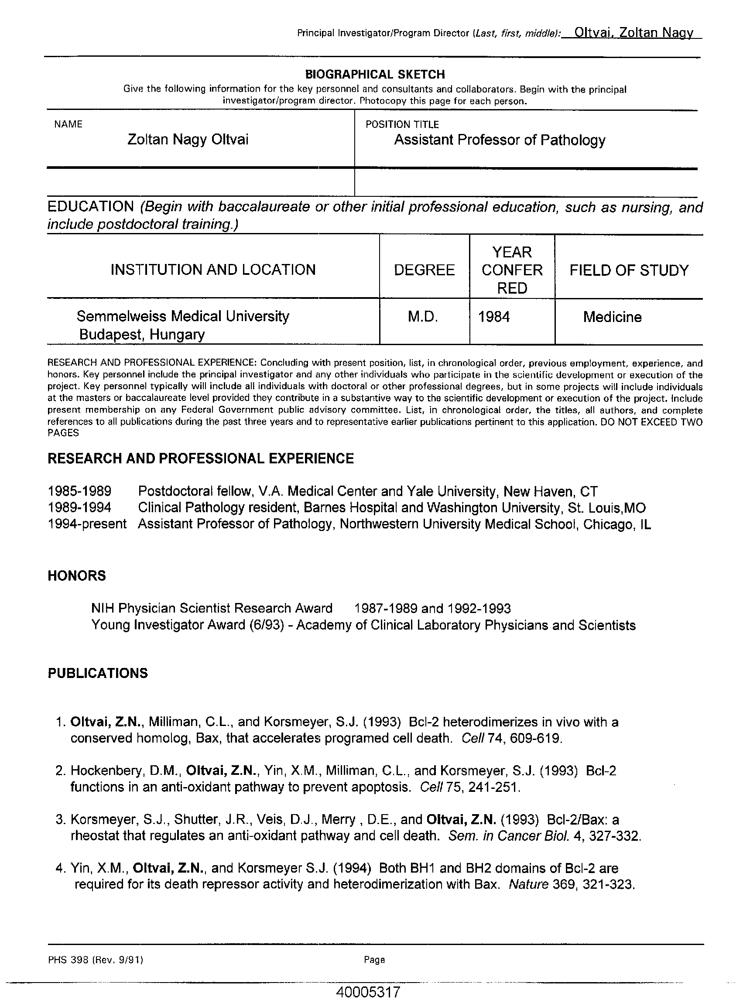 Principal Investigator/Program Director (Last, first, middle): Oltvai, Zoltan Nagy
BIOGRAPHICAL SKETCH
Give the following information for the key personnel and consultants and collaborators. Begin with the principal
investigator/program director. Photocopy this page for each person.
NAME
Zoltan Nagy Oltvai
POSITION TITLE
Assistant Professor of Pathology
EDUCATION (Begin with baccalaureate or other initial professional education, such as nursing, and
include postdoctoral training.)
INSTITUTION AND LOCATION
DEGREE
YEAR
CONFER
RED
FIELD OF STUDY
Semmelweiss Medical University
Budapest, Hungary
M.D.
1984
Medicine
RESEARCH AND PROFESSIONAL EXPERIENCE: Concluding with present position, list, in chronological order, previous employment, experience, and
honors. Key personnel include the principal investigator and any other individuals who participate in the scientific development or execution of the
project. Key personnel typically will include all individuals with doctoral or other professional degrees, but in some projects will include individuals
at the masters or baccalaureate level provided they contribute in a substantive way to the scientific development or execution of the project. Include
present membership on any Federal Government public advisory committee. List, in chronological order, the titles, all authors, and complete
references to all publications during the past three years and to representative earlier publications pertinent to this application. DO NOT EXCEED TWO
PAGES
RESEARCH AND PROFESSIONAL EXPERIENCE
1985-1989 Postdoctoral fellow, V.A. Medical Center and Yale University, New Haven, CT
1989-1994 Clinical Pathology resident, Barnes Hospital and Washington University, St. Louis,MO
1994-present Assistant Professor of Pathology, Northwestern University Medical School, Chicago, IL
HONORS
NIH Physician Scientist Research Award 1987-1989 and 1992-1993
Young Investigator Award (6/93) - Academy of Clinical Laboratory Physicians and Scientists
PUBLICATIONS
1. Oltvai, Z.N., Milliman, C.L., and Korsmeyer, S.J. (1993) Bcl-2 heterodimerizes in vivo with a
conserved homolog, Bax, that accelerates programed cell death. Cell 74, 609-619.
2. Hockenbery, D.M., Oltvai, Z.N., Yin, X.M., Milliman, C.L., and Korsmeyer, S.J. (1993) Bcl-2
functions in an anti-oxidant pathway to prevent apoptosis. Cell 75, 241-251.
3. Korsmeyer, S.J., Shutter, J.R., Veis, D.J., Merry , D.E., and Oltvai, Z.N. (1993) Bcl-2/Bax: a
rheostat that regulates an anti-oxidant pathway and cell death. Sem. in Cancer Biol. 4, 327-332.
4. Yin, X.M., Oltvai, Z.N., and Korsmeyer S.J. (1994) Both BH1 and BH2 domains of Bcl-2 are
required for its death repressor activity and heterodimerization with Bax. Nature 369, 321-323.
PHS 398 (Rev. 9/91)
Page
40005317